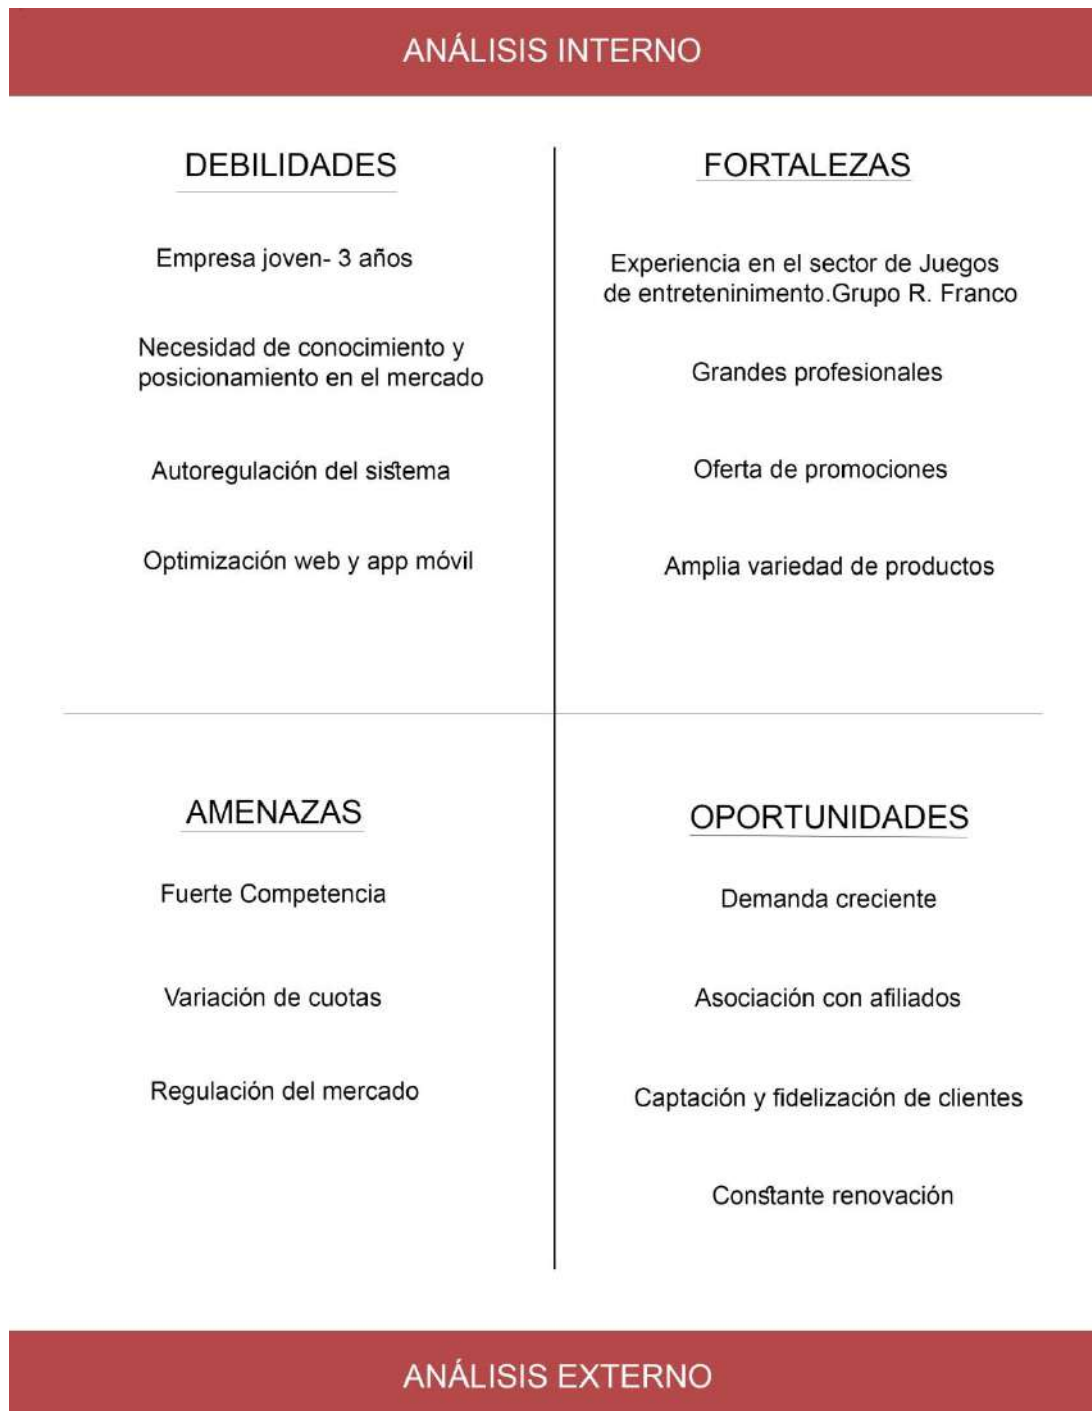 ANÁLISIS INTERNO
DEBILIDADES
Empresa joven- 3 años
Necesidad de conocimiento y
posicionamiento en el mercado
Autoregulación del sistema
Optimización web y app móvil
FORTALEZAS
Experiencia en el sector de Juegos
de entreteninimento.Grupo R. Franco
Grandes profesionales
Oferta de promociones
Amplia variedad de productos
AMENAZAS
Fuerte Competencia
Variación de cuotas
Regulación del mercado
OPORTUNIDADES
Demanda creciente
Asociación con afiliados
Captación y fidelización de clientes
Constante renovación
ANÁLISIS EXTERNO